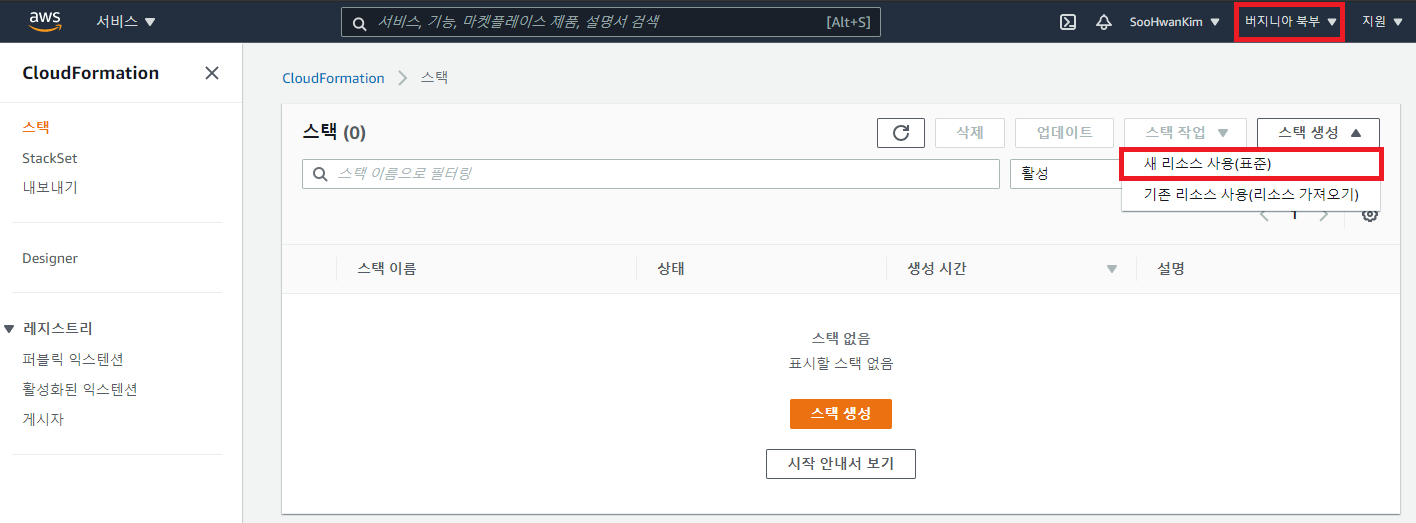 aws 서비스 서비스, 기능, 마켓플레이스 제품, 설명서 검색 [Alt+S] SooHwanKim 버지니아 북부 지원
CloudFormation
스택
StackSet
내보내기
Designer
레지스트리
퍼블릭 익스텐션
활성화된 익스텐션
게시자
CloudFormation 스택
스택 (0) 삭제 업데이트 스택 작업 스택 생성
새 리소스 사용(표준)
기존 리소스 사용(리소스 가져오기)
스택 이름으로 필터링 활성
1
스택 이름 상태 생성 시간 설명
스택 없음
표시할 스택 없음
스택 생성
시작 안내서 보기